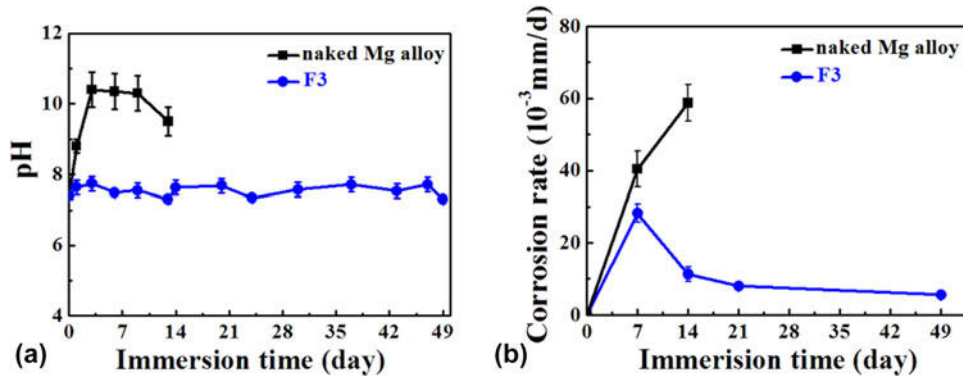 12
10
8
6
4
pH
naked Mg alloy
F3
0 7 14 21 28 35 42 49
Immersion time (day)
(a)
80
60
40
20
0
Corrosion rate (10⁻³mm/d)
naked Mg alloy
F3
0 7 14 21 28 35 42 49
Immerision time (day)
(b)